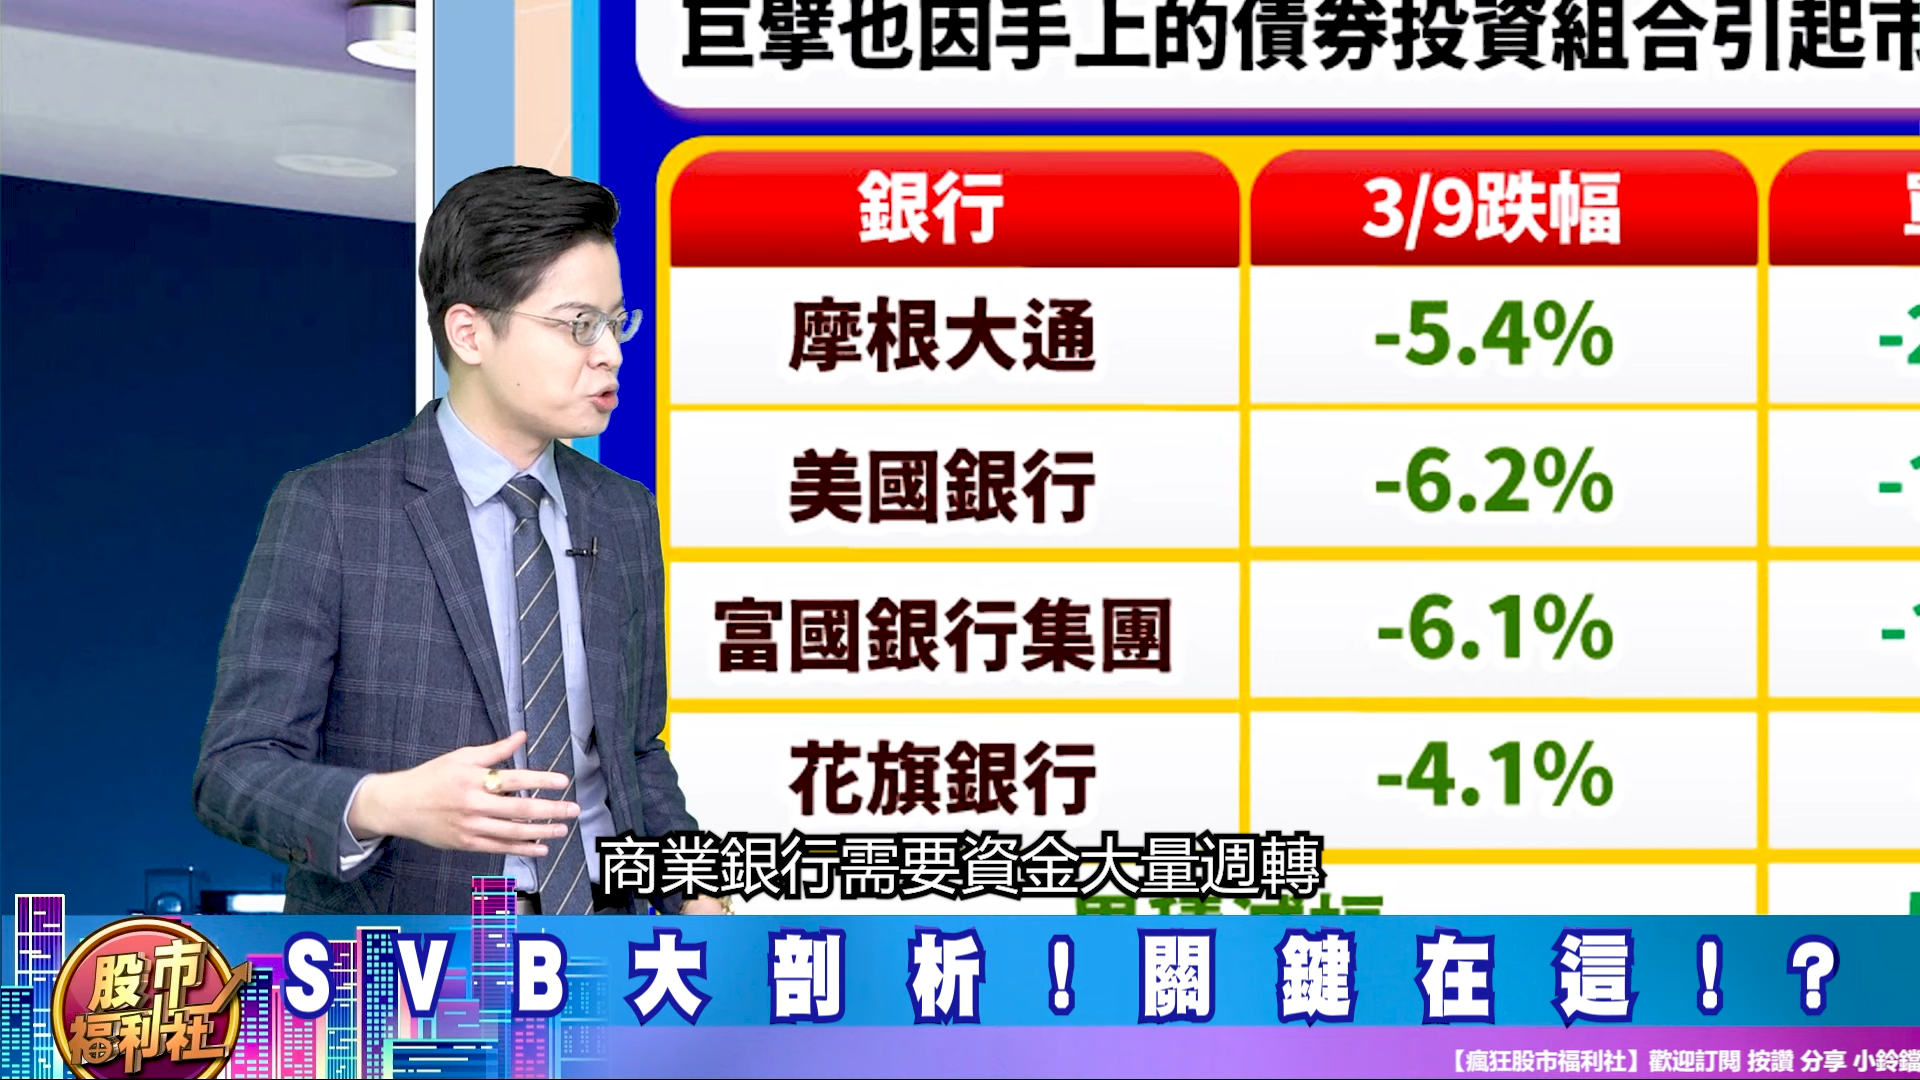 巨擘也因手上的債券投資組合引起市
銀行 3/9跌幅
摩根大通 -5.4%
美國銀行 -6.2%
富國銀行集團 -6.1%
花旗銀行 -4.1%
商業銀行需要資金大量週轉
SVB大剖析!關鍵在這!?
股市
福利社
【瘋狂股市福利社】歡迎訂閱 按讚 分享 小鈴鐺